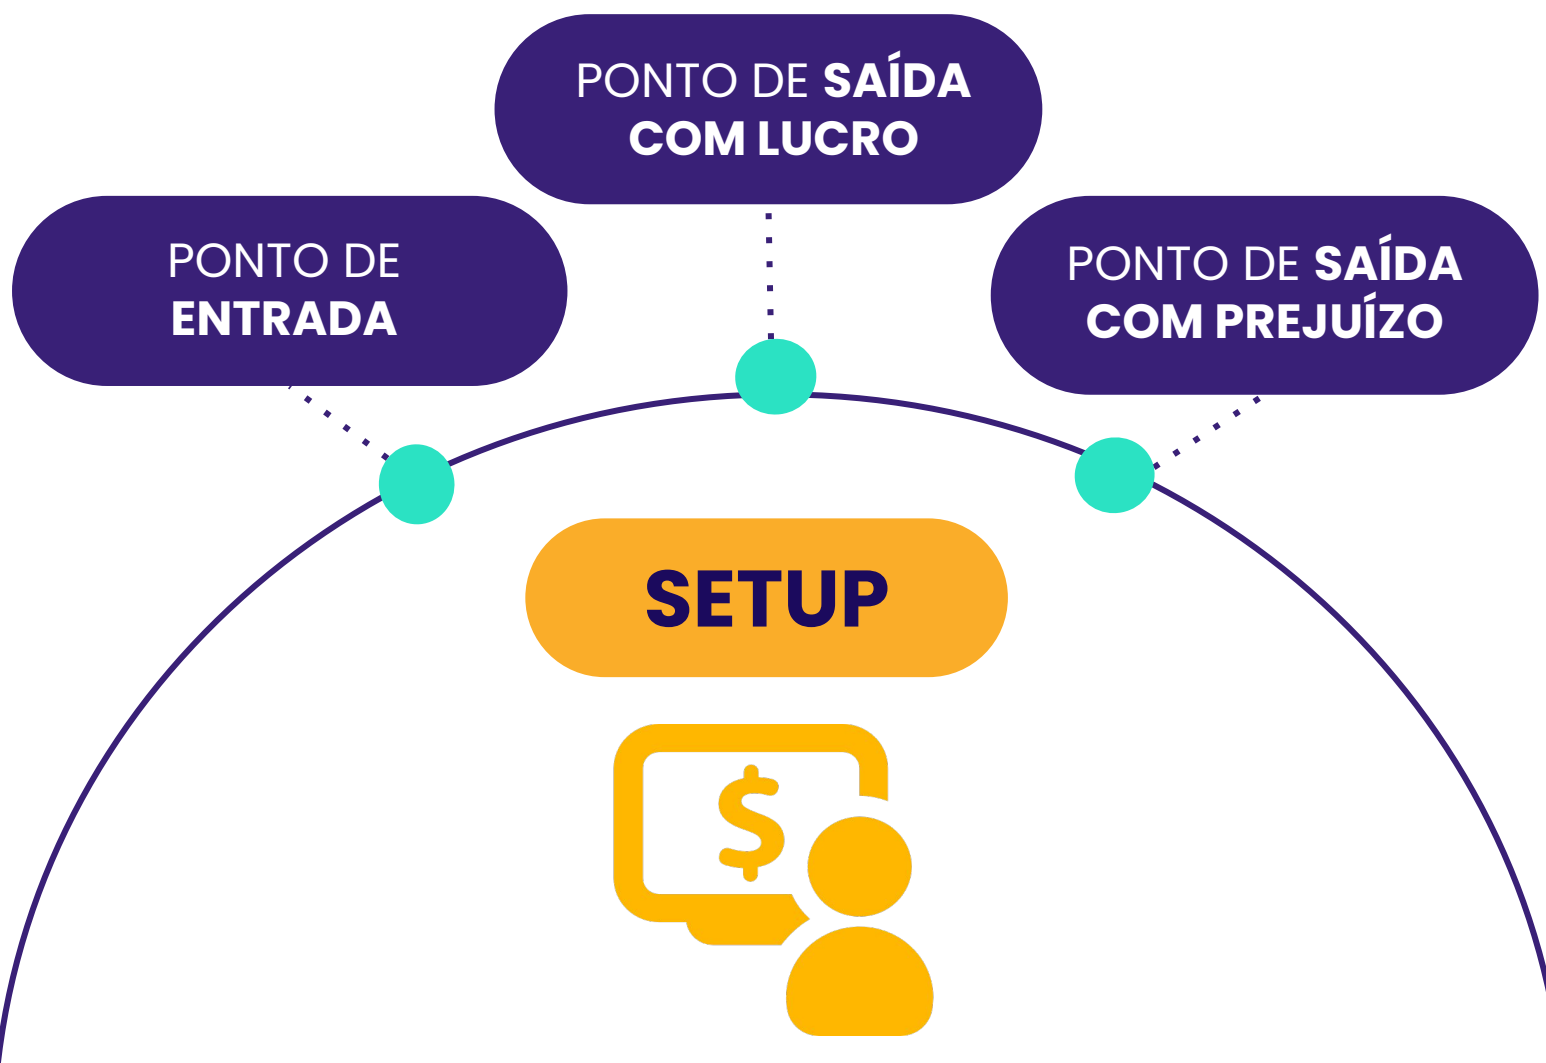 PONTO DE SAÍDA
COM LUCRO
PONTO DE
ENTRADA
PONTO DE SAÍDA
COM PREJUÍZO
SETUP
$